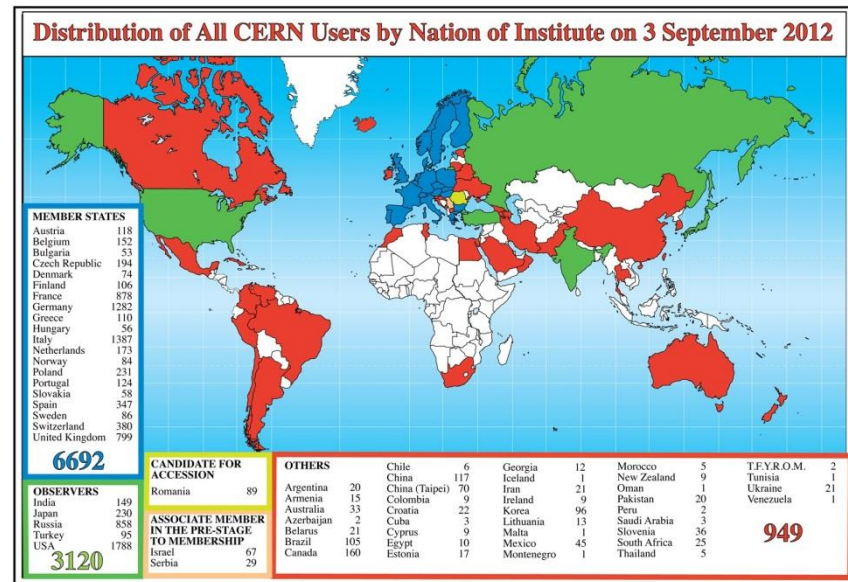 Distribution of All CERN Users by Nation of Institute on 3 September 2012
MEMBER STATES
Austria 118
Belgium 152
Bulgaria 53
Czech Republic 194
Denmark 74
Finland 106
France 878
Germany 1282
Greece 110
Hungary 56
Italy 1387
Netherlands 173
Norway 84
Poland 231
Portugal 124
Slovakia 58
Spain 347
Sweden 86
Switzerland 380
United Kingdom 799
6692
OBSERVERS
India 149
Japan 230
Russia 858
Turkey 95
USA 1788
3120
CANDIDATE FOR
ACCESSION
Romania 89
ASSOCIATE MEMBER
IN THE PRE-STAGE
TO MEMBERSHIP
Israel 67
Serbia 29
OTHERS
Argentina 20
Armenia 15
Australia 33
Azerbaijan 2
Belarus 21
Brazil 105
Canada 160
Chile 6
China 117
China (Taipei) 70
Colombia 9
Croatia 22
Cuba 3
Cyprus 9
Egypt 10
Estonia 17
Georgia 12
Iceland 1
Iran 21
Ireland 9
Korea 96
Lithuania 13
Malta 1
Mexico 45
Montenegro 1
Morocco 5
New Zealand 9
Oman 1
Pakistan 20
Peru 2
Saudi Arabia 3
Slovenia 36
South Africa 25
Thailand 5
T.F.Y.R.O.M. 2
Tunisia 1
Ukraine 21
Venezuela 1
949